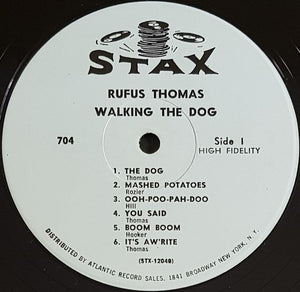 STAX
RUFUS THOMAS
WALKING THE DOG
704
Side I
HIGH FIDELITY
1. THE DOG
Thomas
2. MASHED POTATOES
Rozier
3. OOH-POO-PAH-DOO
Hill
4. YOU SAID
Thomas
5. BOOM BOOM
Hooker
6. IT'S AW'RITE
Thomas
(STX-12048)
DISTRIBUTED BY ATLANTIC RECORD SALES, 1841 BROADWAY NEW YORK, N. Y.